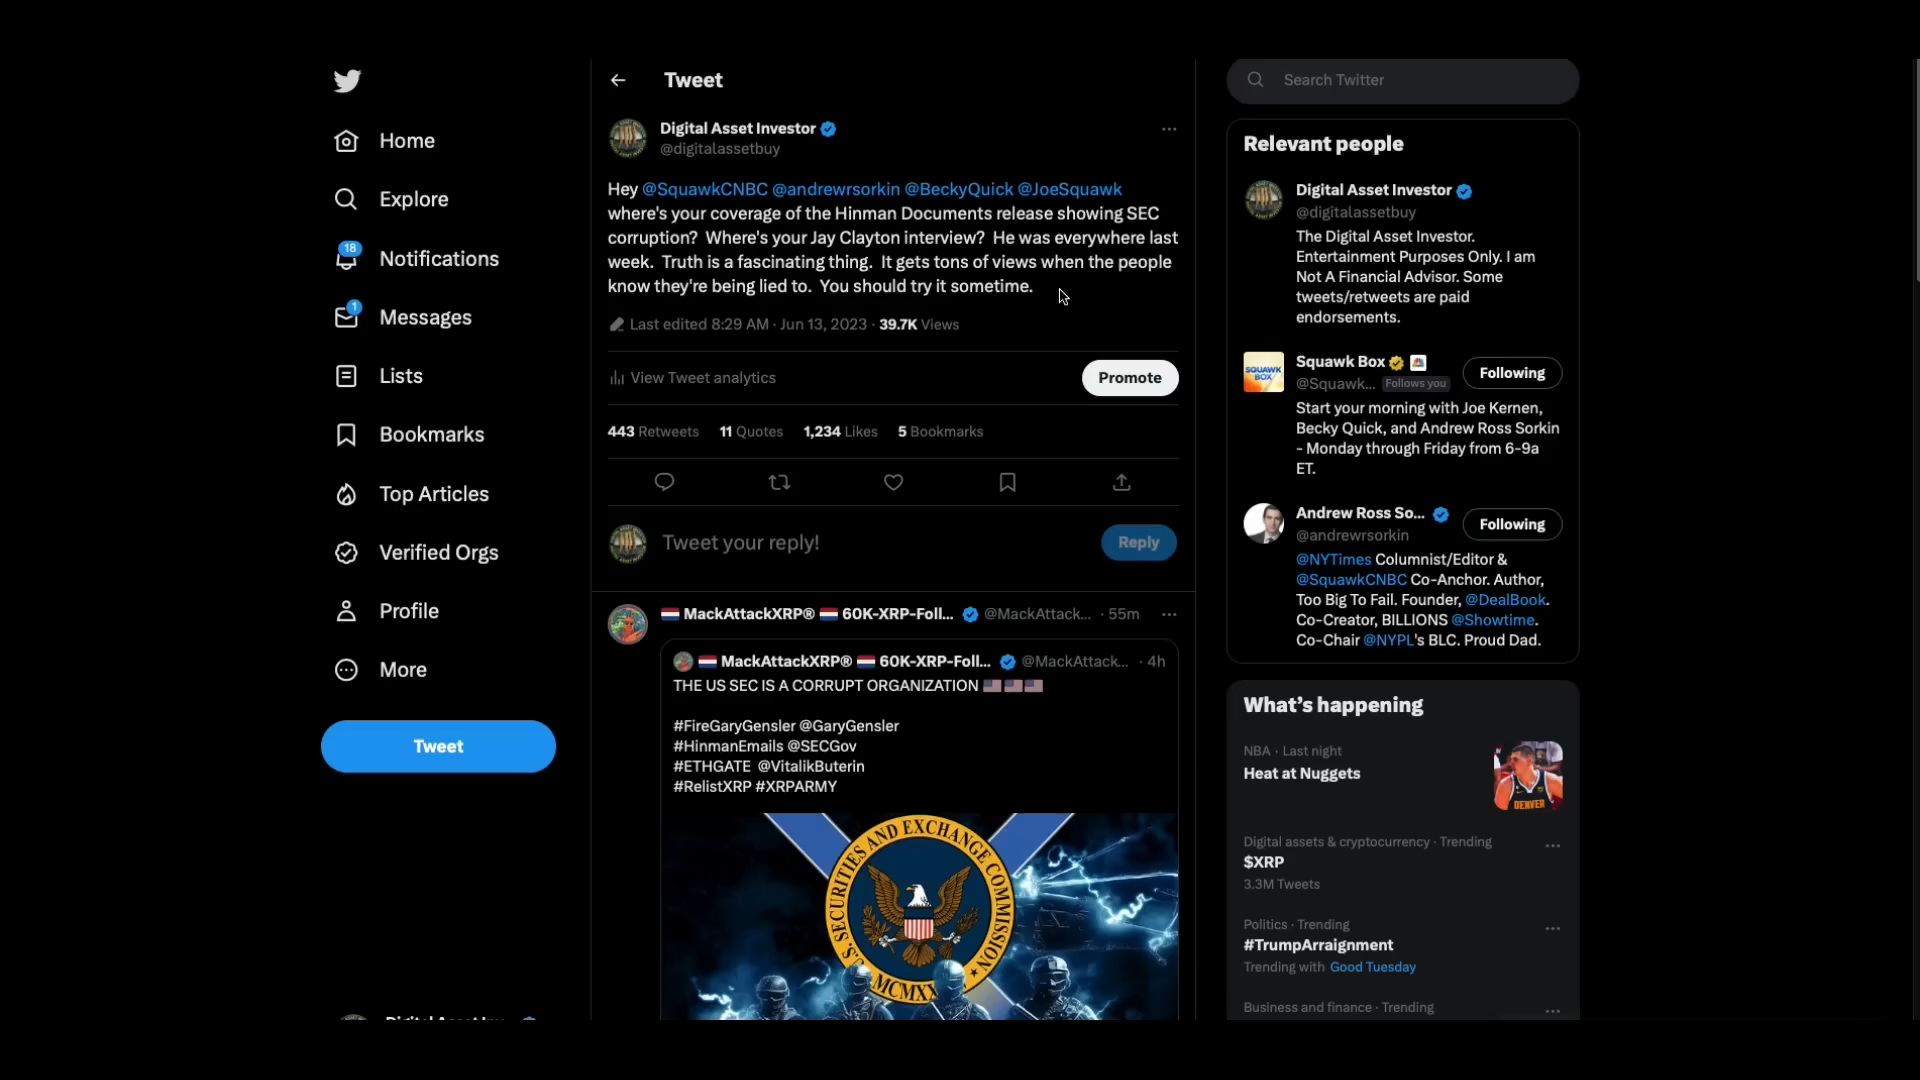 Home
Explore
18
Notifications
1
Messages
Lists
Bookmarks
Top Articles
Verified Orgs
Profile
More
Tweet
Tweet
Digital Asset Investor
@digitalassetbuy
Hey @SquawkCNBC @andrewrsorkin @BeckyQuick @JoeSquawk
where's your coverage of the Hinman Documents release showing SEC
corruption? Where's your Jay Clayton interview? He was everywhere last
week. Truth is a fascinating thing. It gets tons of views when the people
know they're being lied to. You should try it sometime.
Last edited 8:29 AM · Jun 13, 2023 · 39.7K Views
View Tweet analytics
Promote
443 Retweets 11 Quotes 1,234 Likes 5 Bookmarks
Tweet your reply!
Reply
MackAttackXRP® 60K-XRP-Foll... @MackAttack... · 55m
MackAttackXRP® 60K-XRP-Foll... @MackAttack... · 4h
THE US SEC IS A CORRUPT ORGANIZATION
#FireGaryGensler @GaryGensler
#HinmanEmails @SECGov
#ETHGATE @VitalikButerin
#RelistXRP #XRPARMY
U.S. SECURITIES AND EXCHANGE COMMISSION
Search Twitter
Relevant people
Digital Asset Investor
@digitalassetbuy
The Digital Asset Investor.
Entertainment Purposes Only. I am
Not A Financial Advisor. Some
tweets/retweets are paid
endorsements.
SQUAWK
BOX
Squawk Box
@Squawk... Follows you
Following
Start your morning with Joe Kernen,
Becky Quick, and Andrew Ross Sorkin
- Monday through Friday from 6-9a
ET.
Andrew Ross So...
@andrewrsorkin
Following
@NYTimes Columnist/Editor &
@SquawkCNBC Co-Anchor. Author,
Too Big To Fail. Founder, @DealBook.
Co-Creator, BILLIONS @Showtime.
Co-Chair @NYPL's BLC. Proud Dad.
What's happening
NBA · Last night
Heat at Nuggets
DENVER
Digital assets & cryptocurrency · Trending
$XRP
3.3M Tweets
Politics · Trending
#TrumpArraignment
Trending with Good Tuesday
Business and finance · Trending